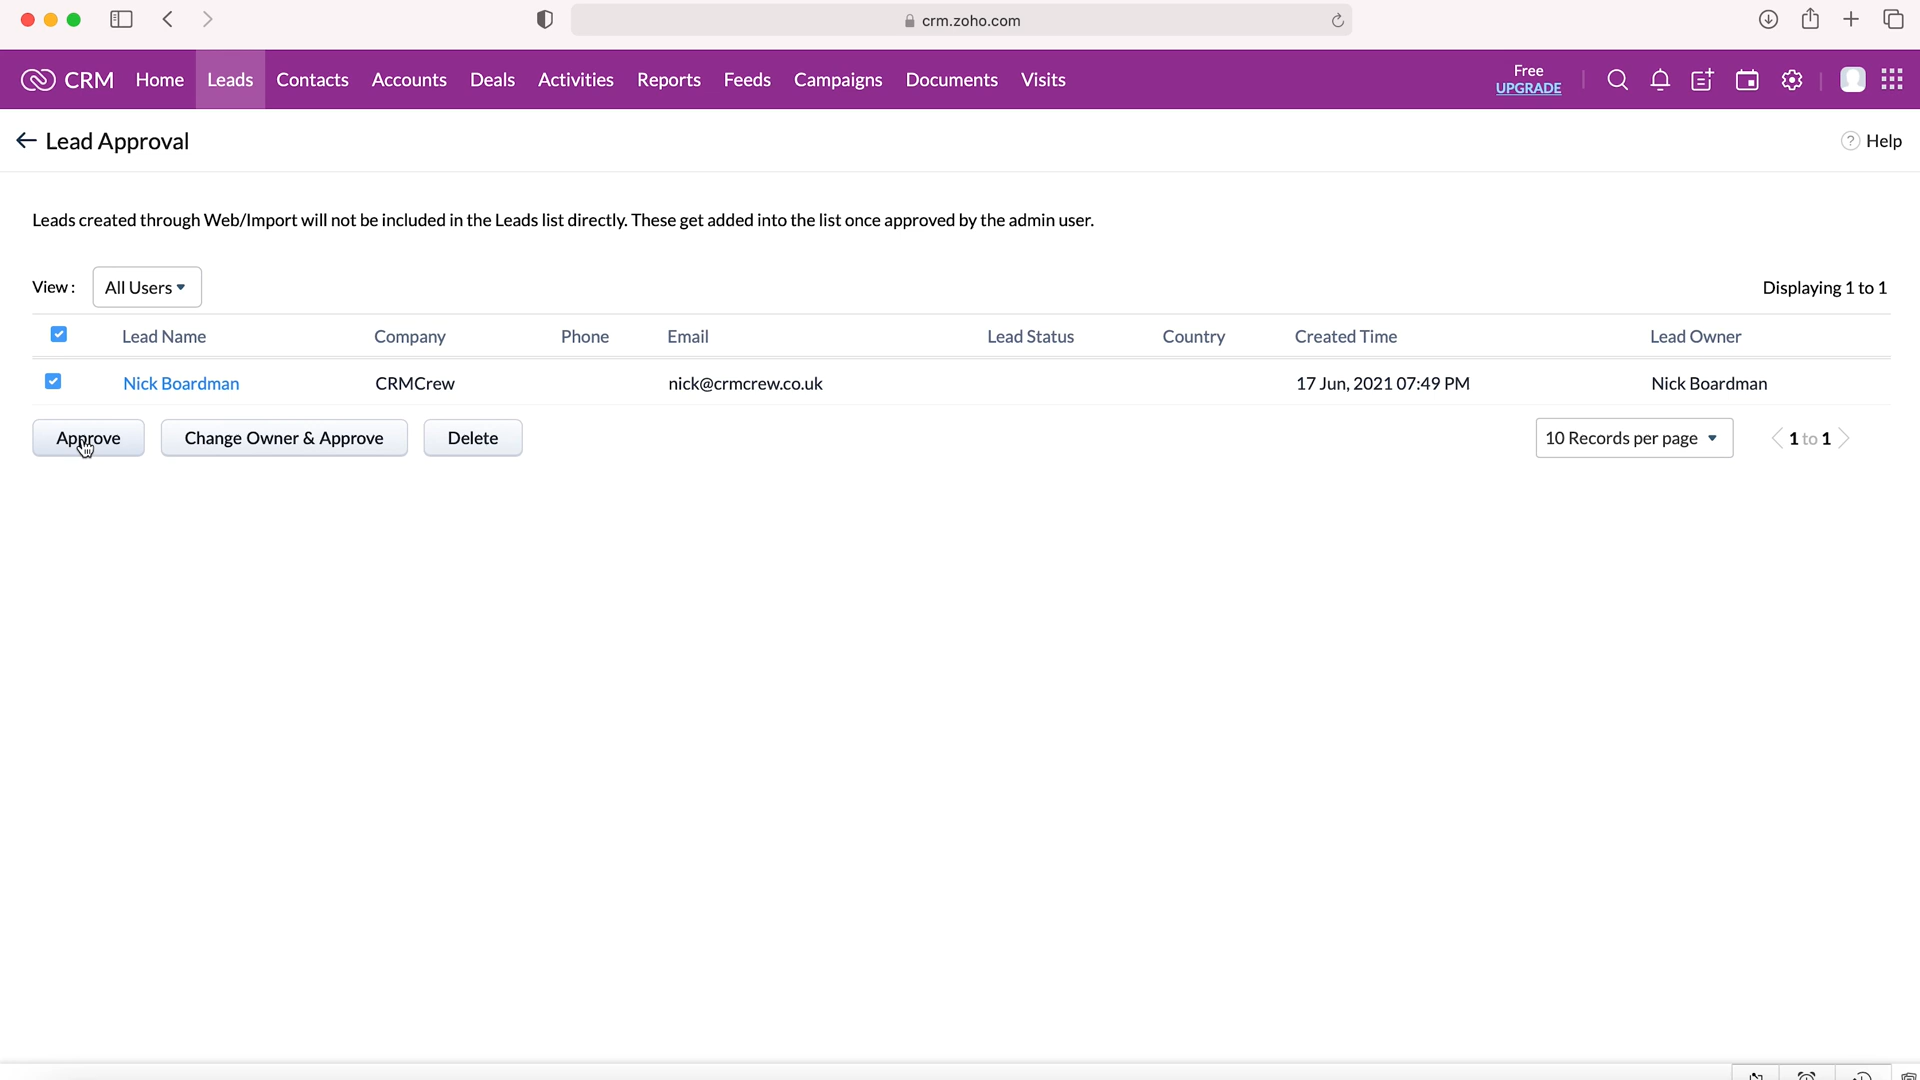 crm.zoho.com
CRM Home Leads Contacts Accounts Deals Activities Reports Feeds Campaigns Documents Visits
Free
UPGRADE
Lead Approval
? Help
Leads created through Web/Import will not be included in the Leads list directly. These get added into the list once approved by the admin user.
View : All Users Displaying 1 to 1
Lead Name Company Phone Email Lead Status Country Created Time Lead Owner
Nick Boardman CRMCrew nick@crmcrew.co.uk 17 Jun, 2021 07:49 PM Nick Boardman
Approve Change Owner & Approve Delete 10 Records per page 1 to 1